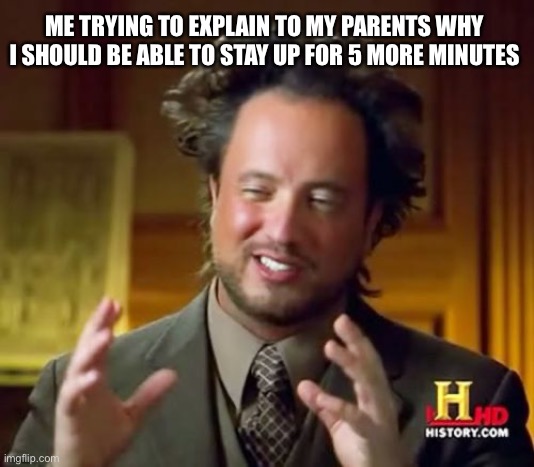 ME TRYING TO EXPLAIN TO MY PARENTS WHY
I SHOULD BE ABLE TO STAY UP FOR 5 MORE MINUTES
H HD
HISTORY.COM
imgflip.com